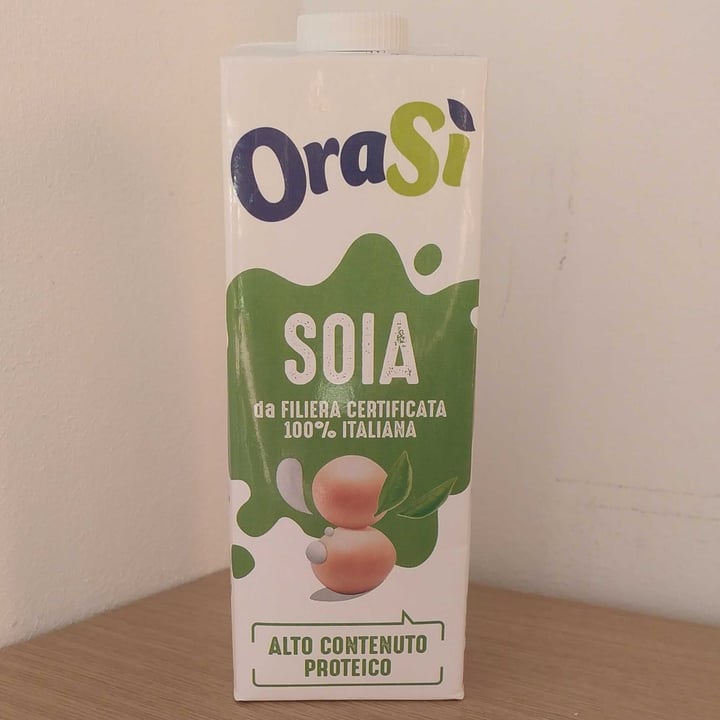 OraSì
SOIA
da FILIERA CERTIFICATA
100% ITALIANA
ALTO CONTENUTO
PROTEICO